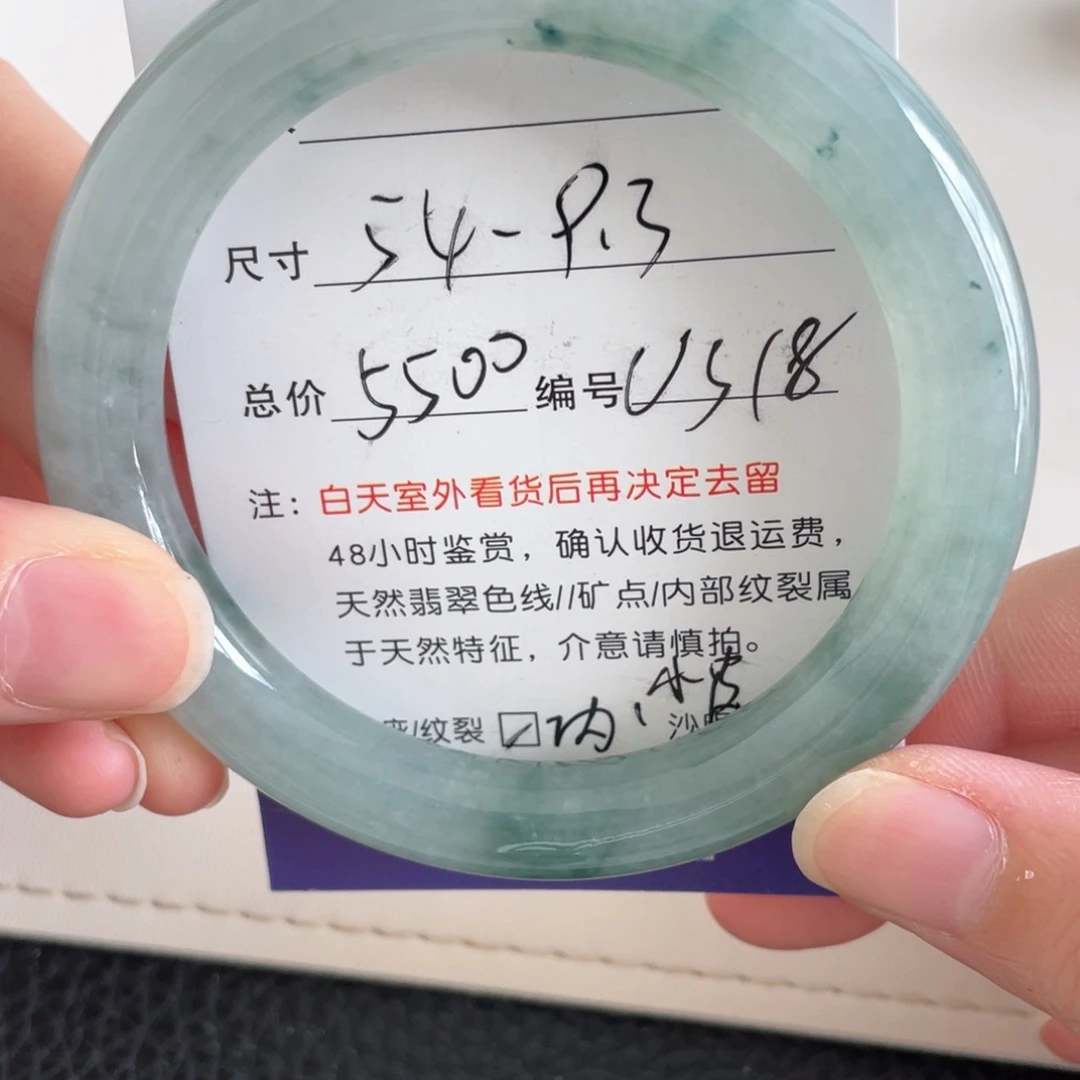 尺寸 54-9.3
总价 5500 编号 U518
注：白天室外看货后再决定去留
48小时鉴赏，确认收货退运费，
天然翡翠色线//矿点/内部纹裂属
于天然特征，介意请慎拍。
/纹裂 ☑ 内